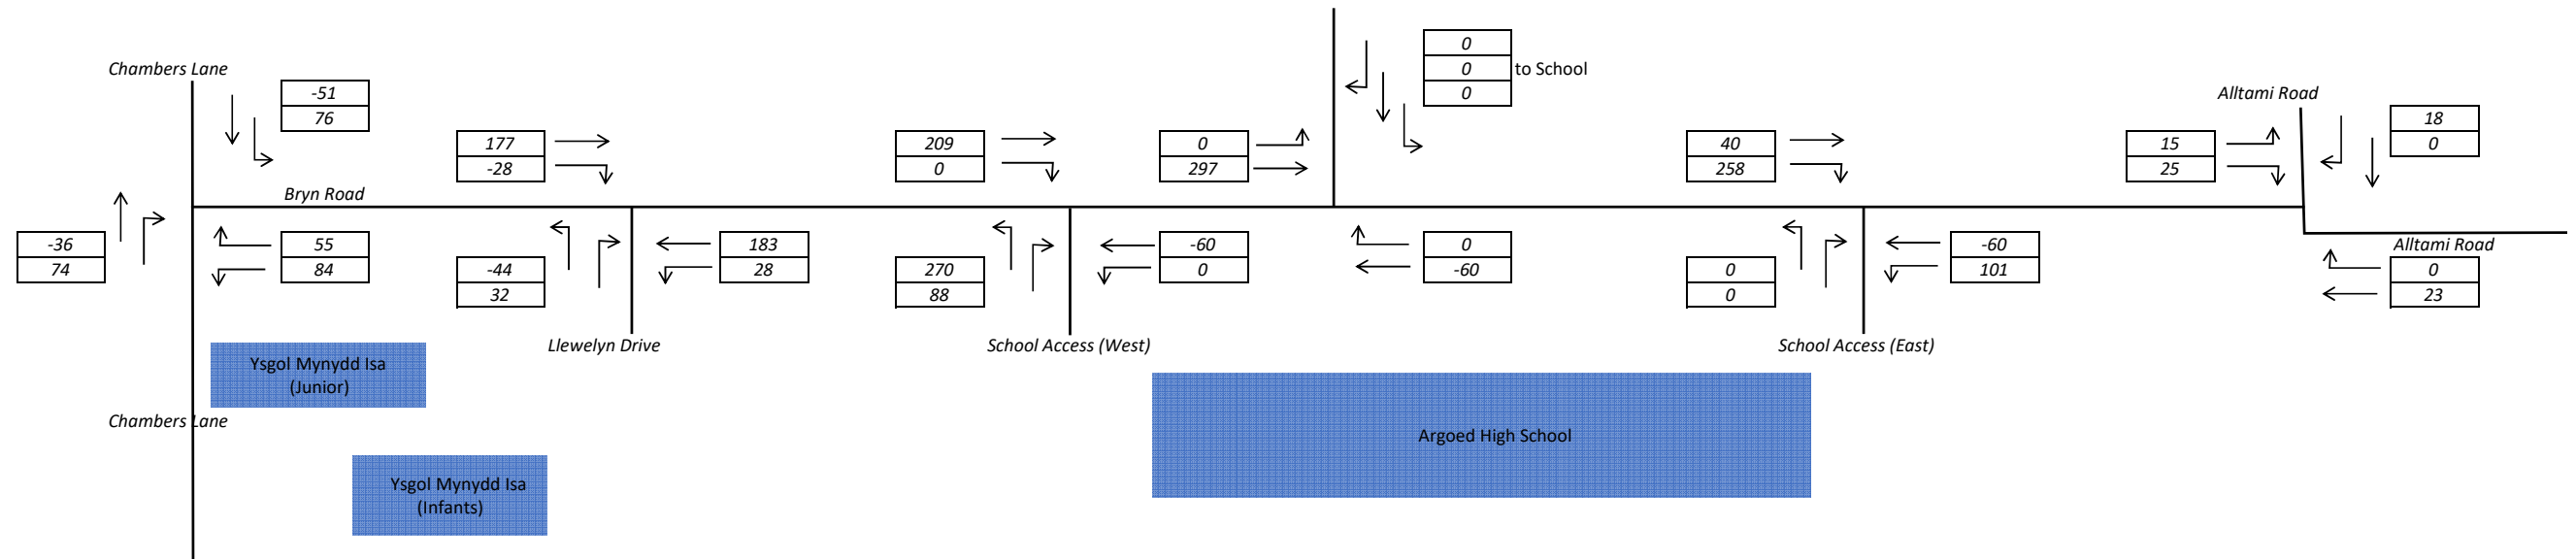 Chambers Lane
-51
76
0
0
0
to School
Alltami Road
18
0
177
-28
209
0
0
297
40
258
15
25
Bryn Road
-36
74
55
84
-44
32
183
28
270
88
-60
0
0
-60
0
0
-60
101
Alltami Road
0
23
Llewelyn Drive
School Access (West)
School Access (East)
Ysgol Mynydd Isa
(Junior)
Chambers Lane
Argoed High School
Ysgol Mynydd Isa
(Infants)